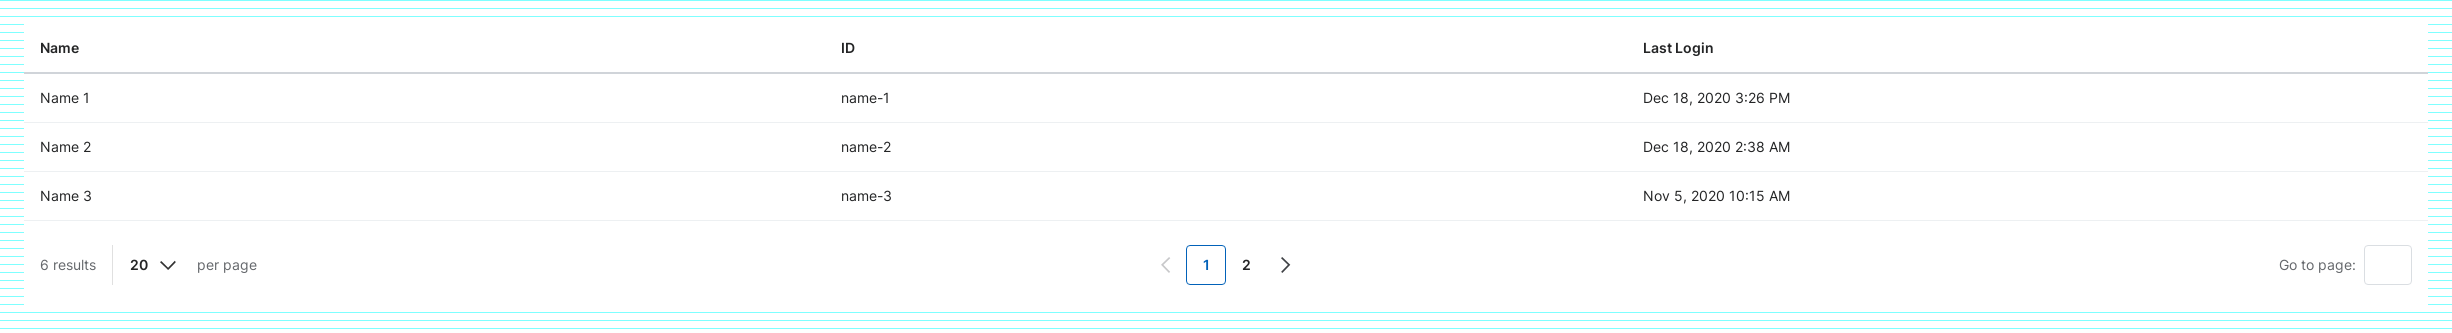 Name ID Last Login
Name 1 name-1 Dec 18, 2020 3:26 PM
Name 2 name-2 Dec 18, 2020 2:38 AM
Name 3 name-3 Nov 5, 2020 10:15 AM
6 results 20 per page 1 2 Go to page: